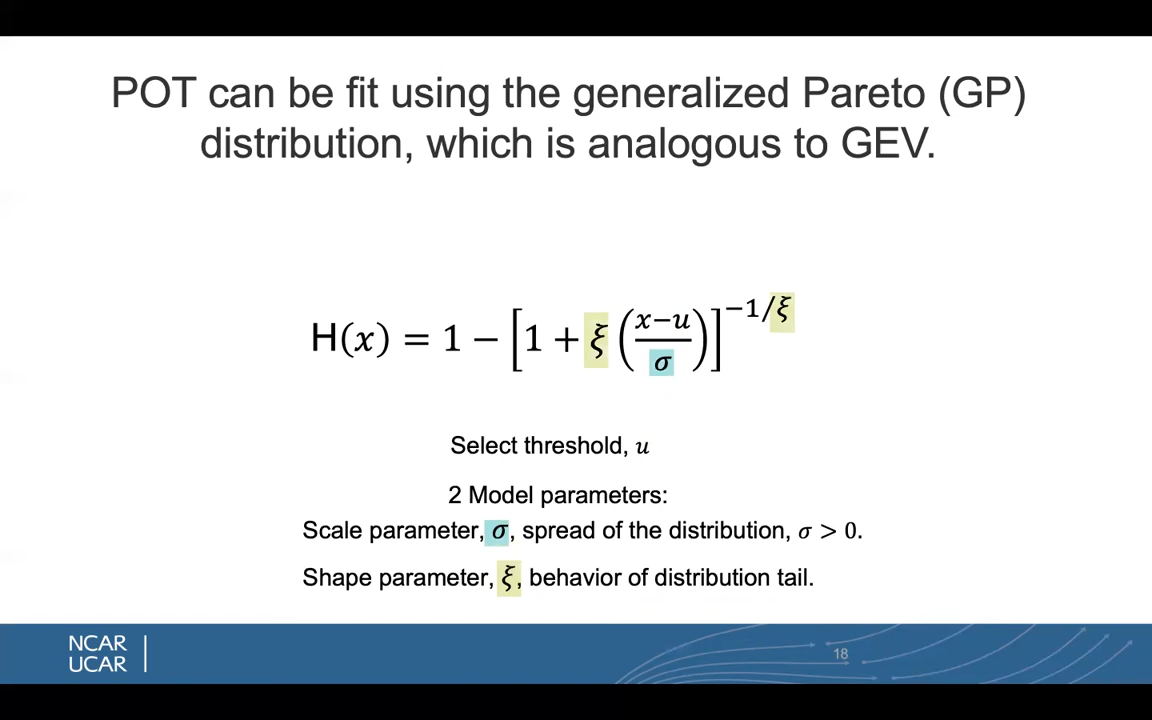 POT can be fit using the generalized Pareto (GP)
distribution, which is analogous to GEV.
H(x) = 1 − [1 + ξ ((x−u)/σ)]^(−1/ξ)
Select threshold, u
2 Model parameters:
Scale parameter, σ, spread of the distribution, σ > 0.
Shape parameter, ξ, behavior of distribution tail.
NCAR
UCAR
18